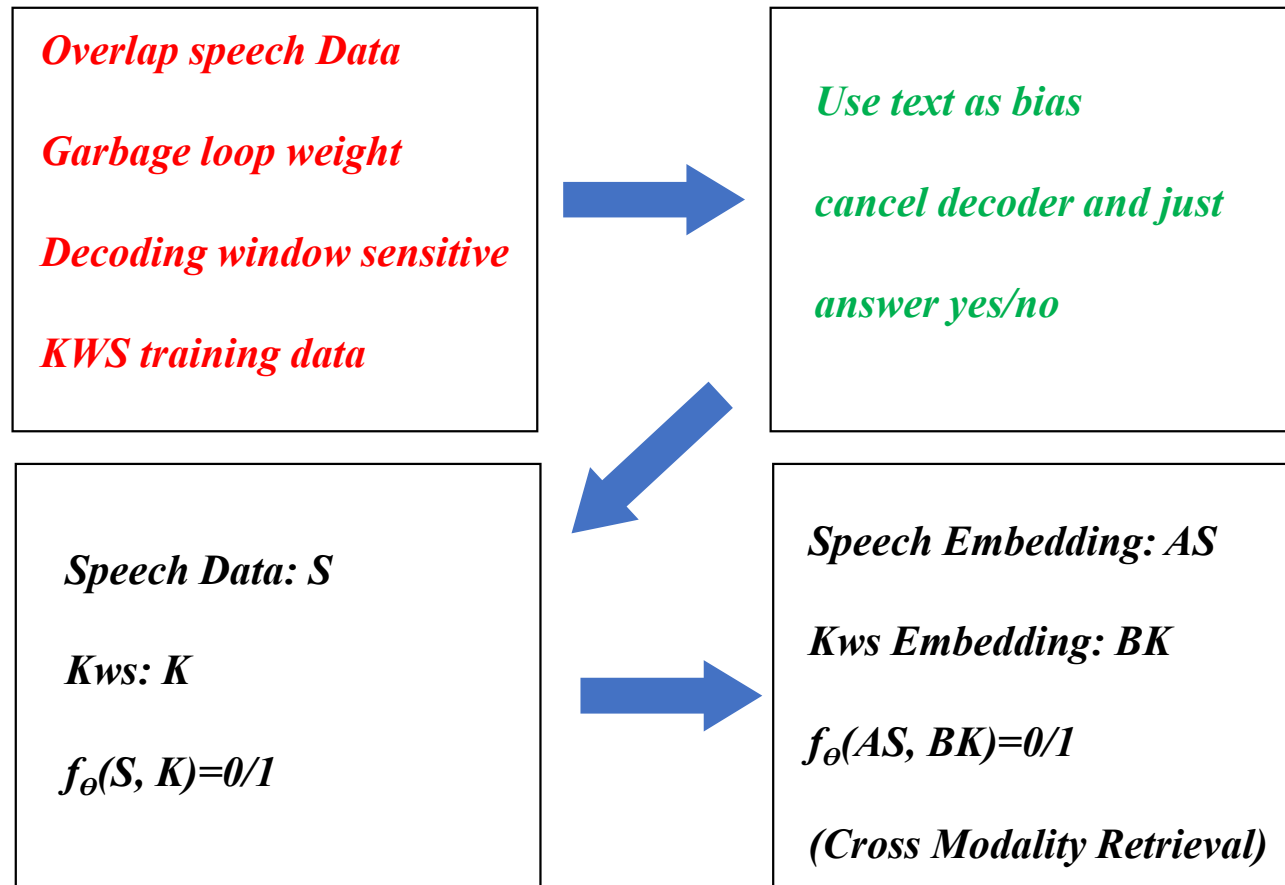 Overlap speech Data
Garbage loop weight
Decoding window sensitive
KWS training data
Use text as bias
cancel decoder and just
answer yes/no
Speech Data: S
Kws: K
fθ(S, K)=0/1
Speech Embedding: AS
Kws Embedding: BK
fθ(AS, BK)=0/1
(Cross Modality Retrieval)